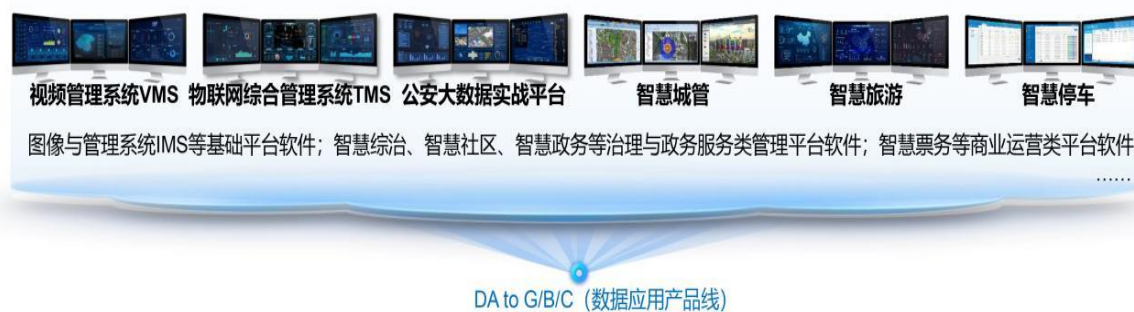 视频管理系统VMS 物联网综合管理系统TMS 公安大数据实战平台 智慧城管 智慧旅游 智慧停车
图像与管理系统IMS等基础平台软件；智慧综治、智慧社区、智慧政务等治理与政务服务类管理平台软件；智慧票务等商业运营类平台软件
……
DA to G/B/C（数据应用产品线）